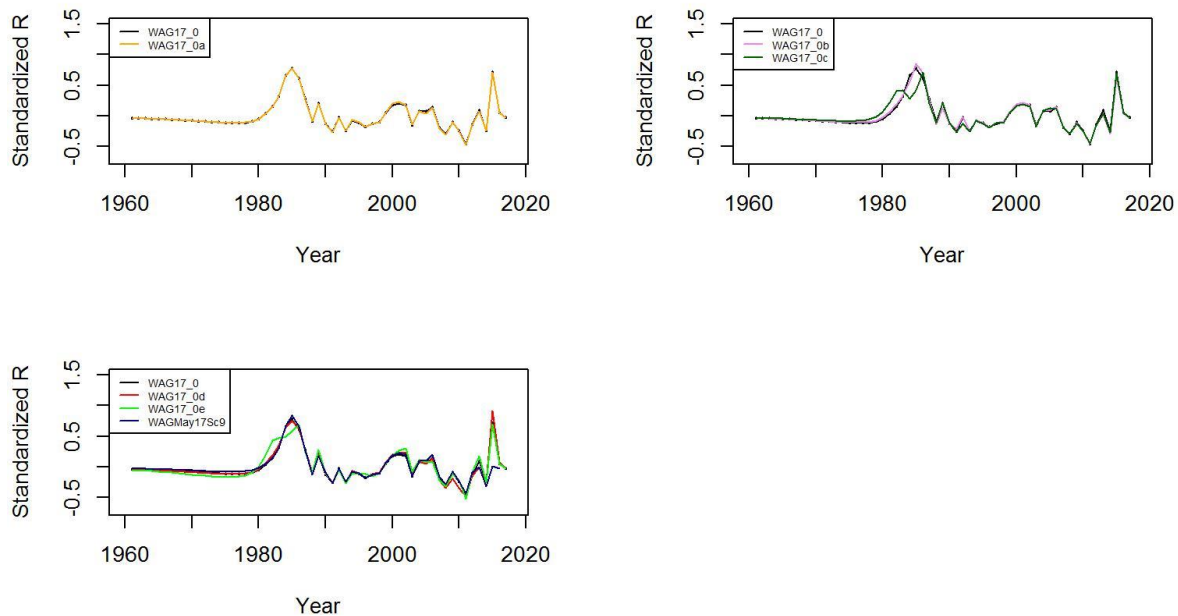 Standardized R
1.5
0.5
-0.5
WAG17_0
WAG17_0a
1960
1980
2000
2020
Year
Standardized R
1.5
0.5
-0.5
WAG17_0
WAG17_0b
WAG17_0c
1960
1980
2000
2020
Year
Standardized R
1.5
0.5
-0.5
WAG17_0
WAG17_0d
WAG17_0e
WAGMay17Sc9
1960
1980
2000
2020
Year